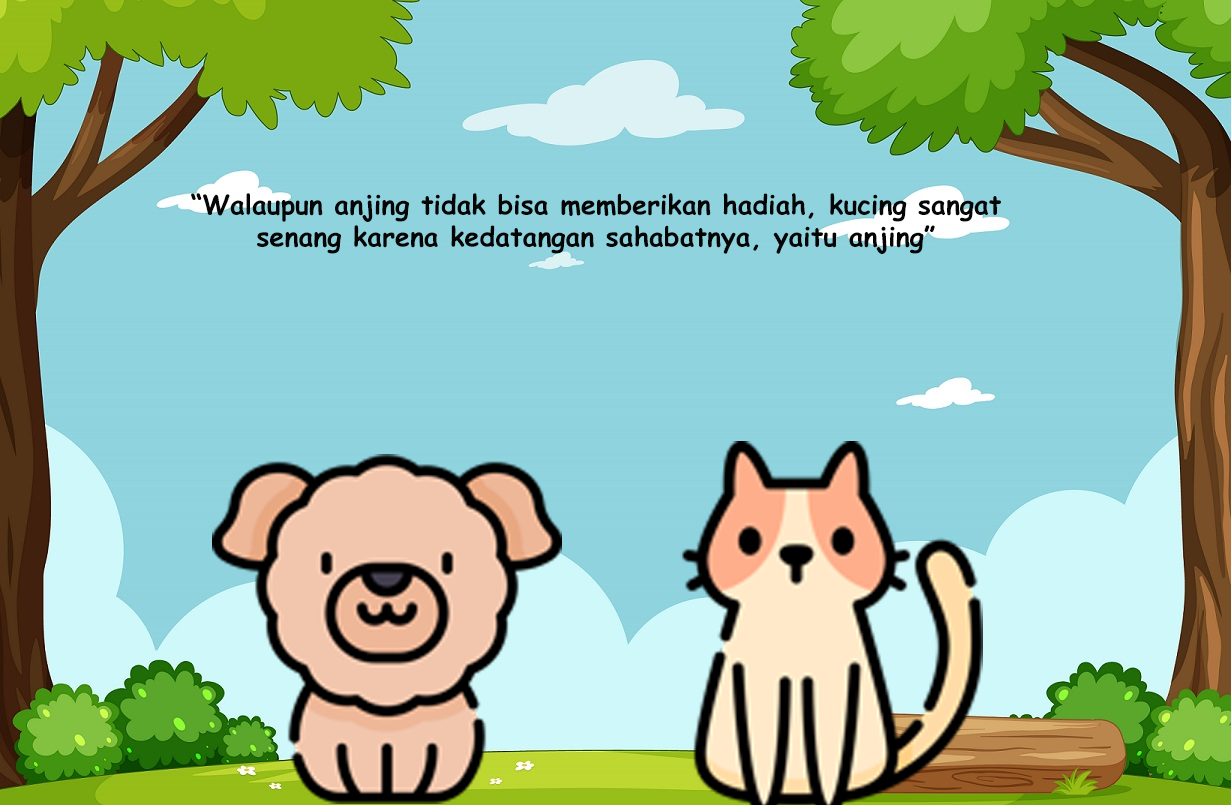 “Walaupun anjing tidak bisa memberikan hadiah, kucing sangat
senang karena kedatangan sahabatnya, yaitu anjing”